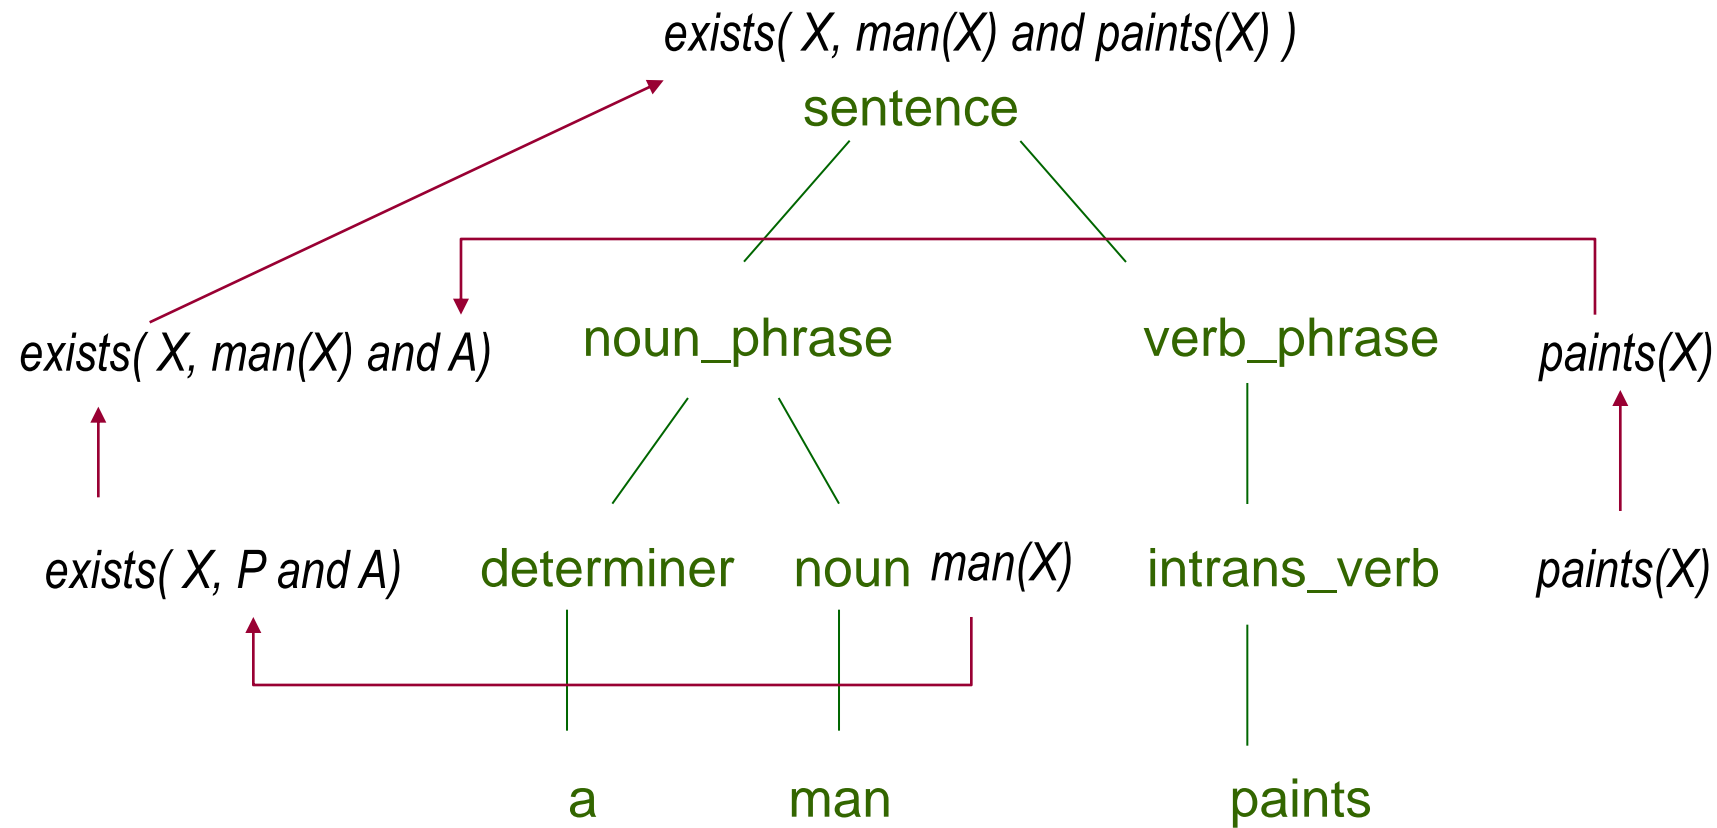 exists( X, man(X) and paints(X) )
sentence
exists( X, man(X) and A)
noun_phrase
verb_phrase
paints(X)
exists( X, P and A)
determiner
noun
man(X)
intrans_verb
paints(X)
a
man
paints